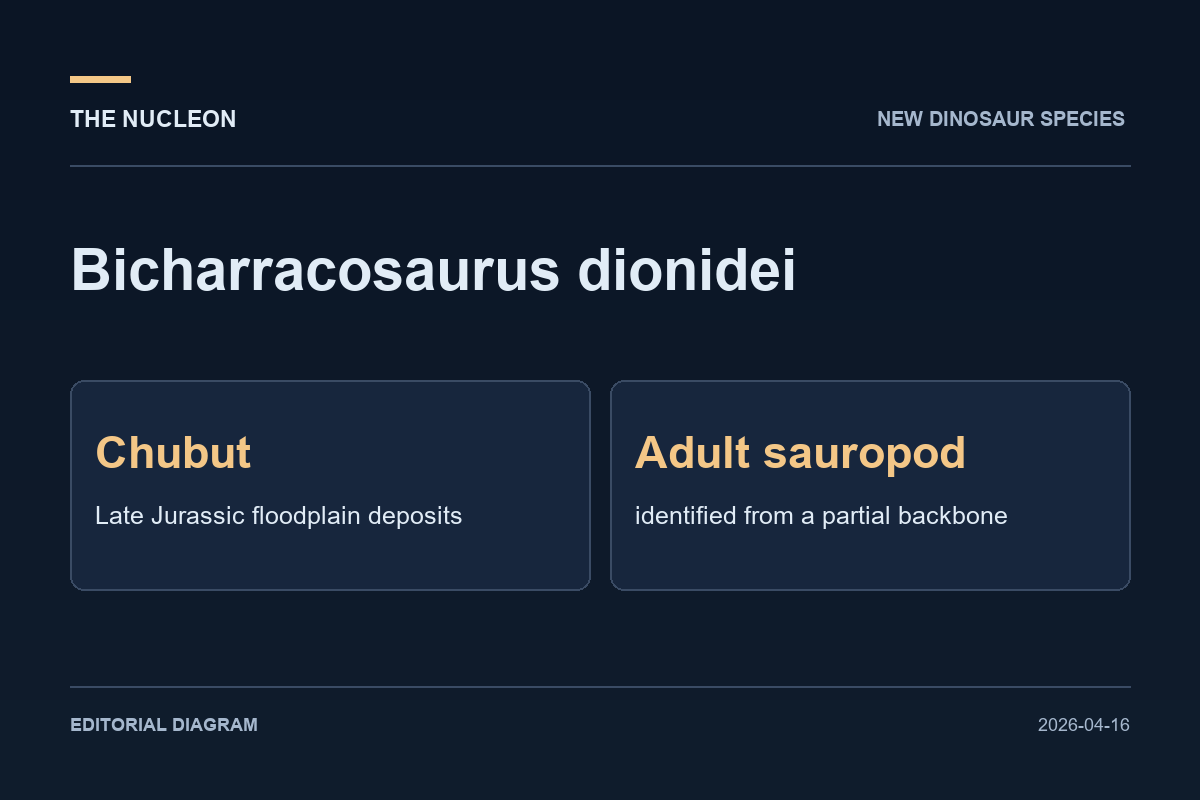 THE NUCLEON
NEW DINOSAUR SPECIES
Bicharracosaurus dionidei
Chubut
Late Jurassic floodplain deposits
Adult sauropod
identified from a partial backbone
EDITORIAL DIAGRAM
2026-04-16